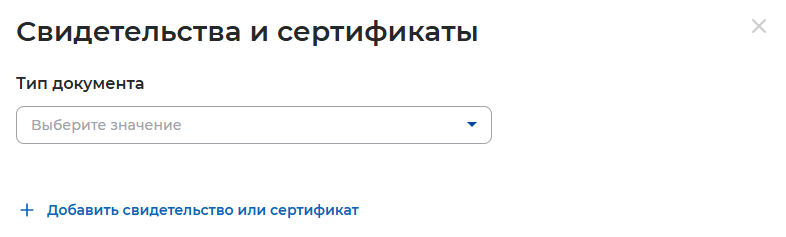 Свидетельства и сертификаты
Тип документа
Выберите значение
Добавить свидетельство или сертификат